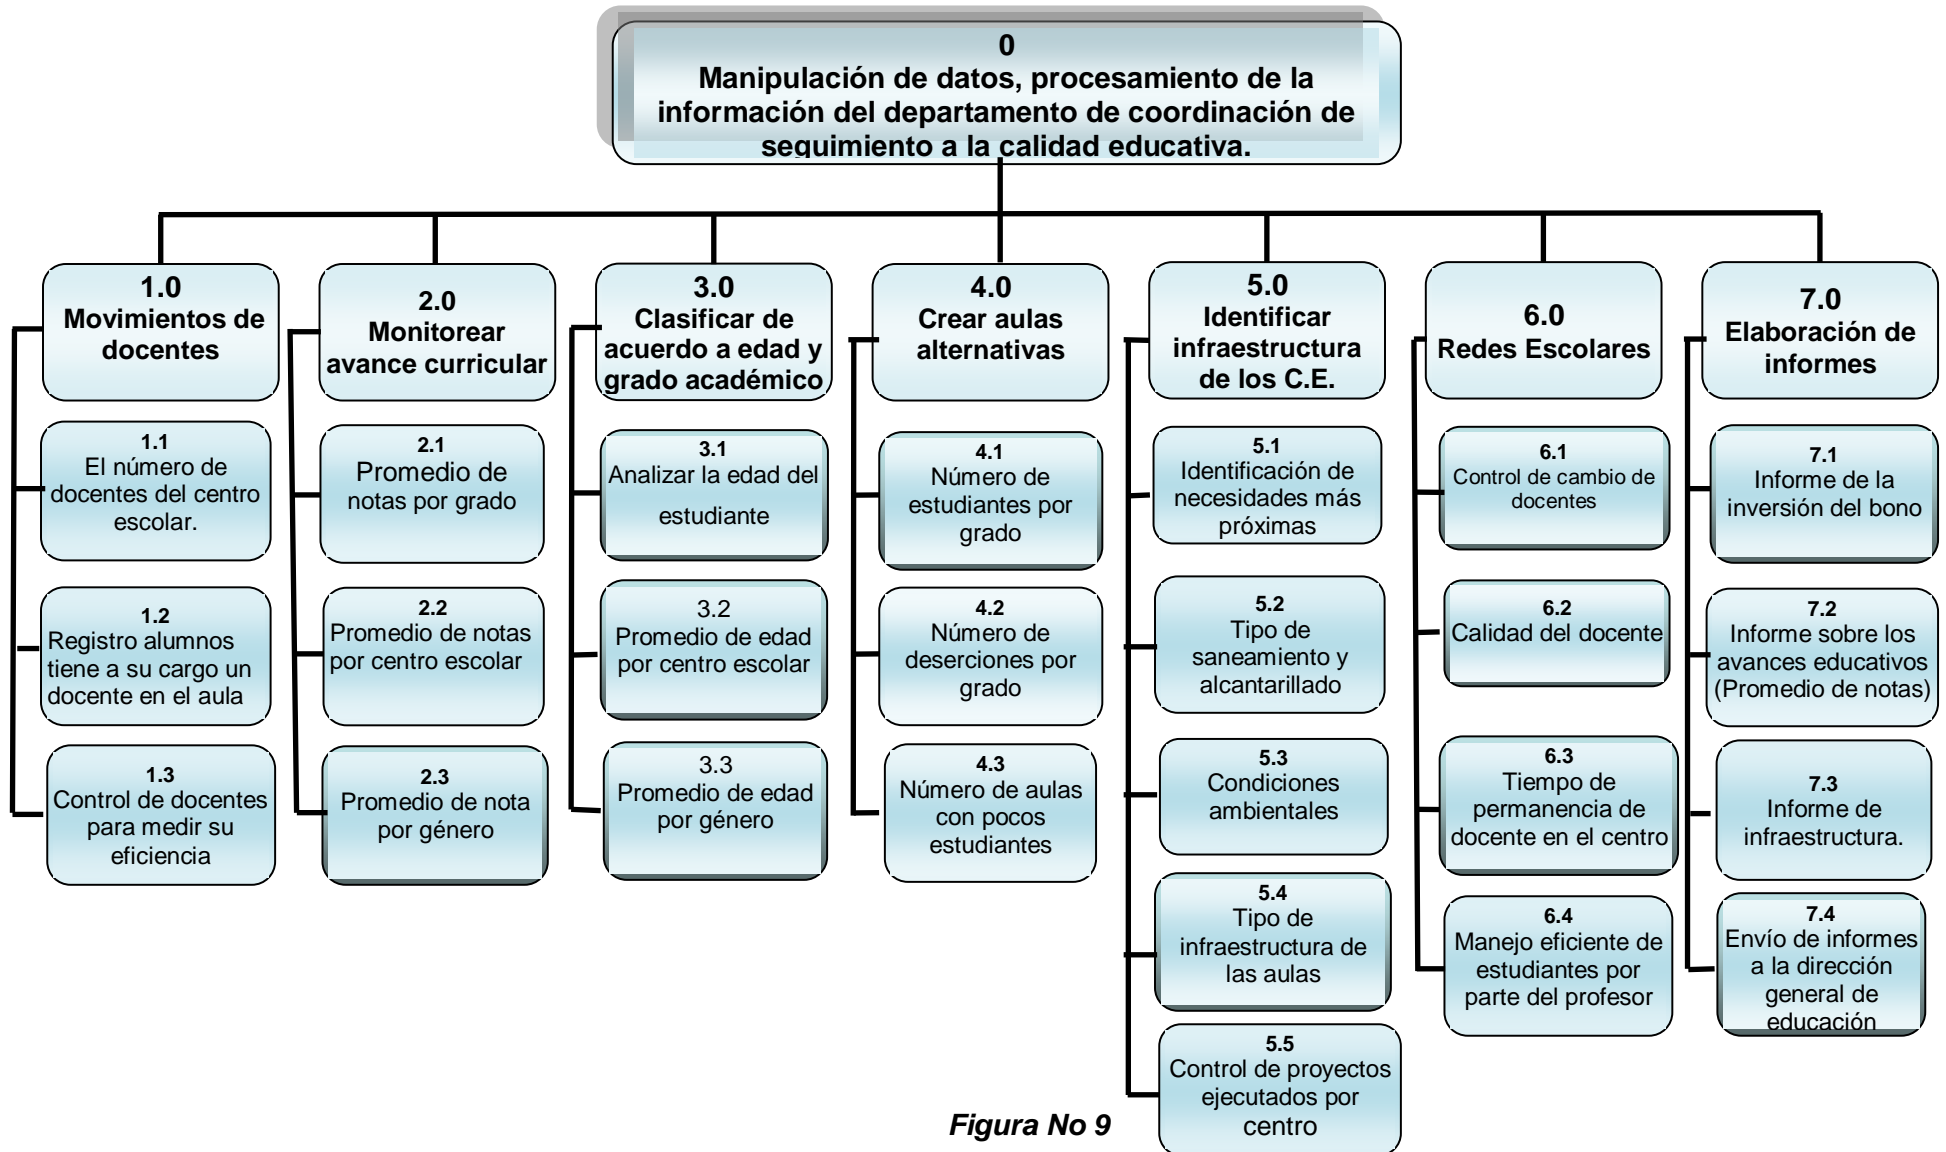 0
Manipulación de datos, procesamiento de la
información del departamento de coordinación de
seguimiento a la calidad educativa.
1.0
Movimientos de
docentes
1.1
El número de
docentes del centro
escolar.
1.2
Registro alumnos
tiene a su cargo un
docente en el aula
1.3
Control de docentes
para medir su
eficiencia
2.0
Monitorear
avance curricular
2.1
Promedio de
notas por grado
2.2
Promedio de notas
por centro escolar
2.3
Promedio de nota
por género
3.0
Clasificar de
acuerdo a edad y
grado académico
3.1
Analizar la edad del
estudiante
3.2
Promedio de edad
por centro escolar
3.3
Promedio de edad
por género
4.0
Crear aulas
alternativas
4.1
Número de
estudiantes por
grado
4.2
Número de
deserciones por
grado
4.3
Número de aulas
con pocos
estudiantes
5.0
Identificar
infraestructura
de los C.E.
5.1
Identificación de
necesidades más
próximas
5.2
Tipo de
saneamiento y
alcantarillado
5.3
Condiciones
ambientales
5.4
Tipo de
infraestructura de
las aulas
5.5
Control de proyectos
ejecutados por
centro
6.0
Redes Escolares
6.1
Control de cambio de
docentes
6.2
Calidad del docente
6.3
Tiempo de
permanencia de
docente en el centro
6.4
Manejo eficiente de
estudiantes por
parte del profesor
7.0
Elaboración de
informes
7.1
Informe de la
inversión del bono
7.2
Informe sobre los
avances educativos
(Promedio de notas)
7.3
Informe de
infraestructura.
7.4
Envío de informes
a la dirección
general de
educación
Figura No 9